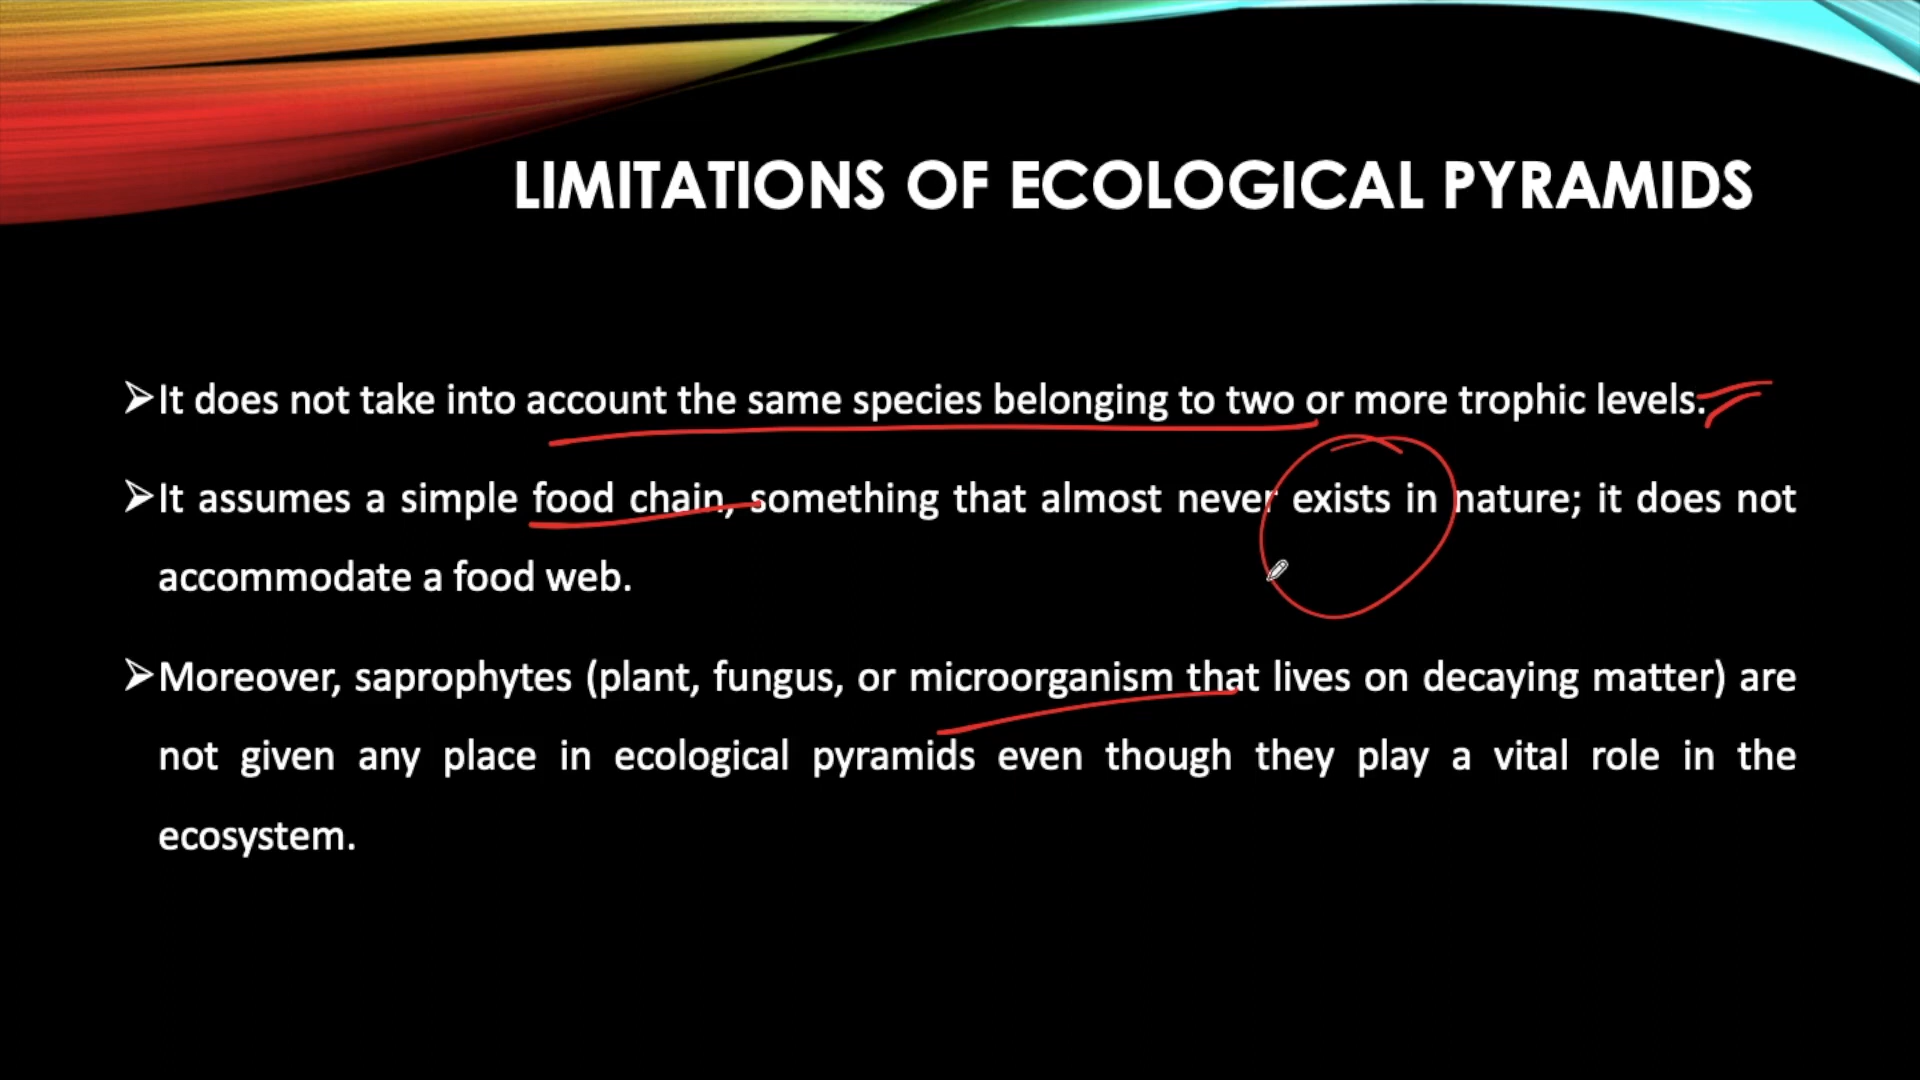 LIMITATIONS OF ECOLOGICAL PYRAMIDS
➢It does not take into account the same species belonging to two or more trophic levels.
➢It assumes a simple food chain, something that almost never exists in nature; it does not
accommodate a food web.
➢Moreover, saprophytes (plant, fungus, or microorganism that lives on decaying matter) are
not given any place in ecological pyramids even though they play a vital role in the
ecosystem.